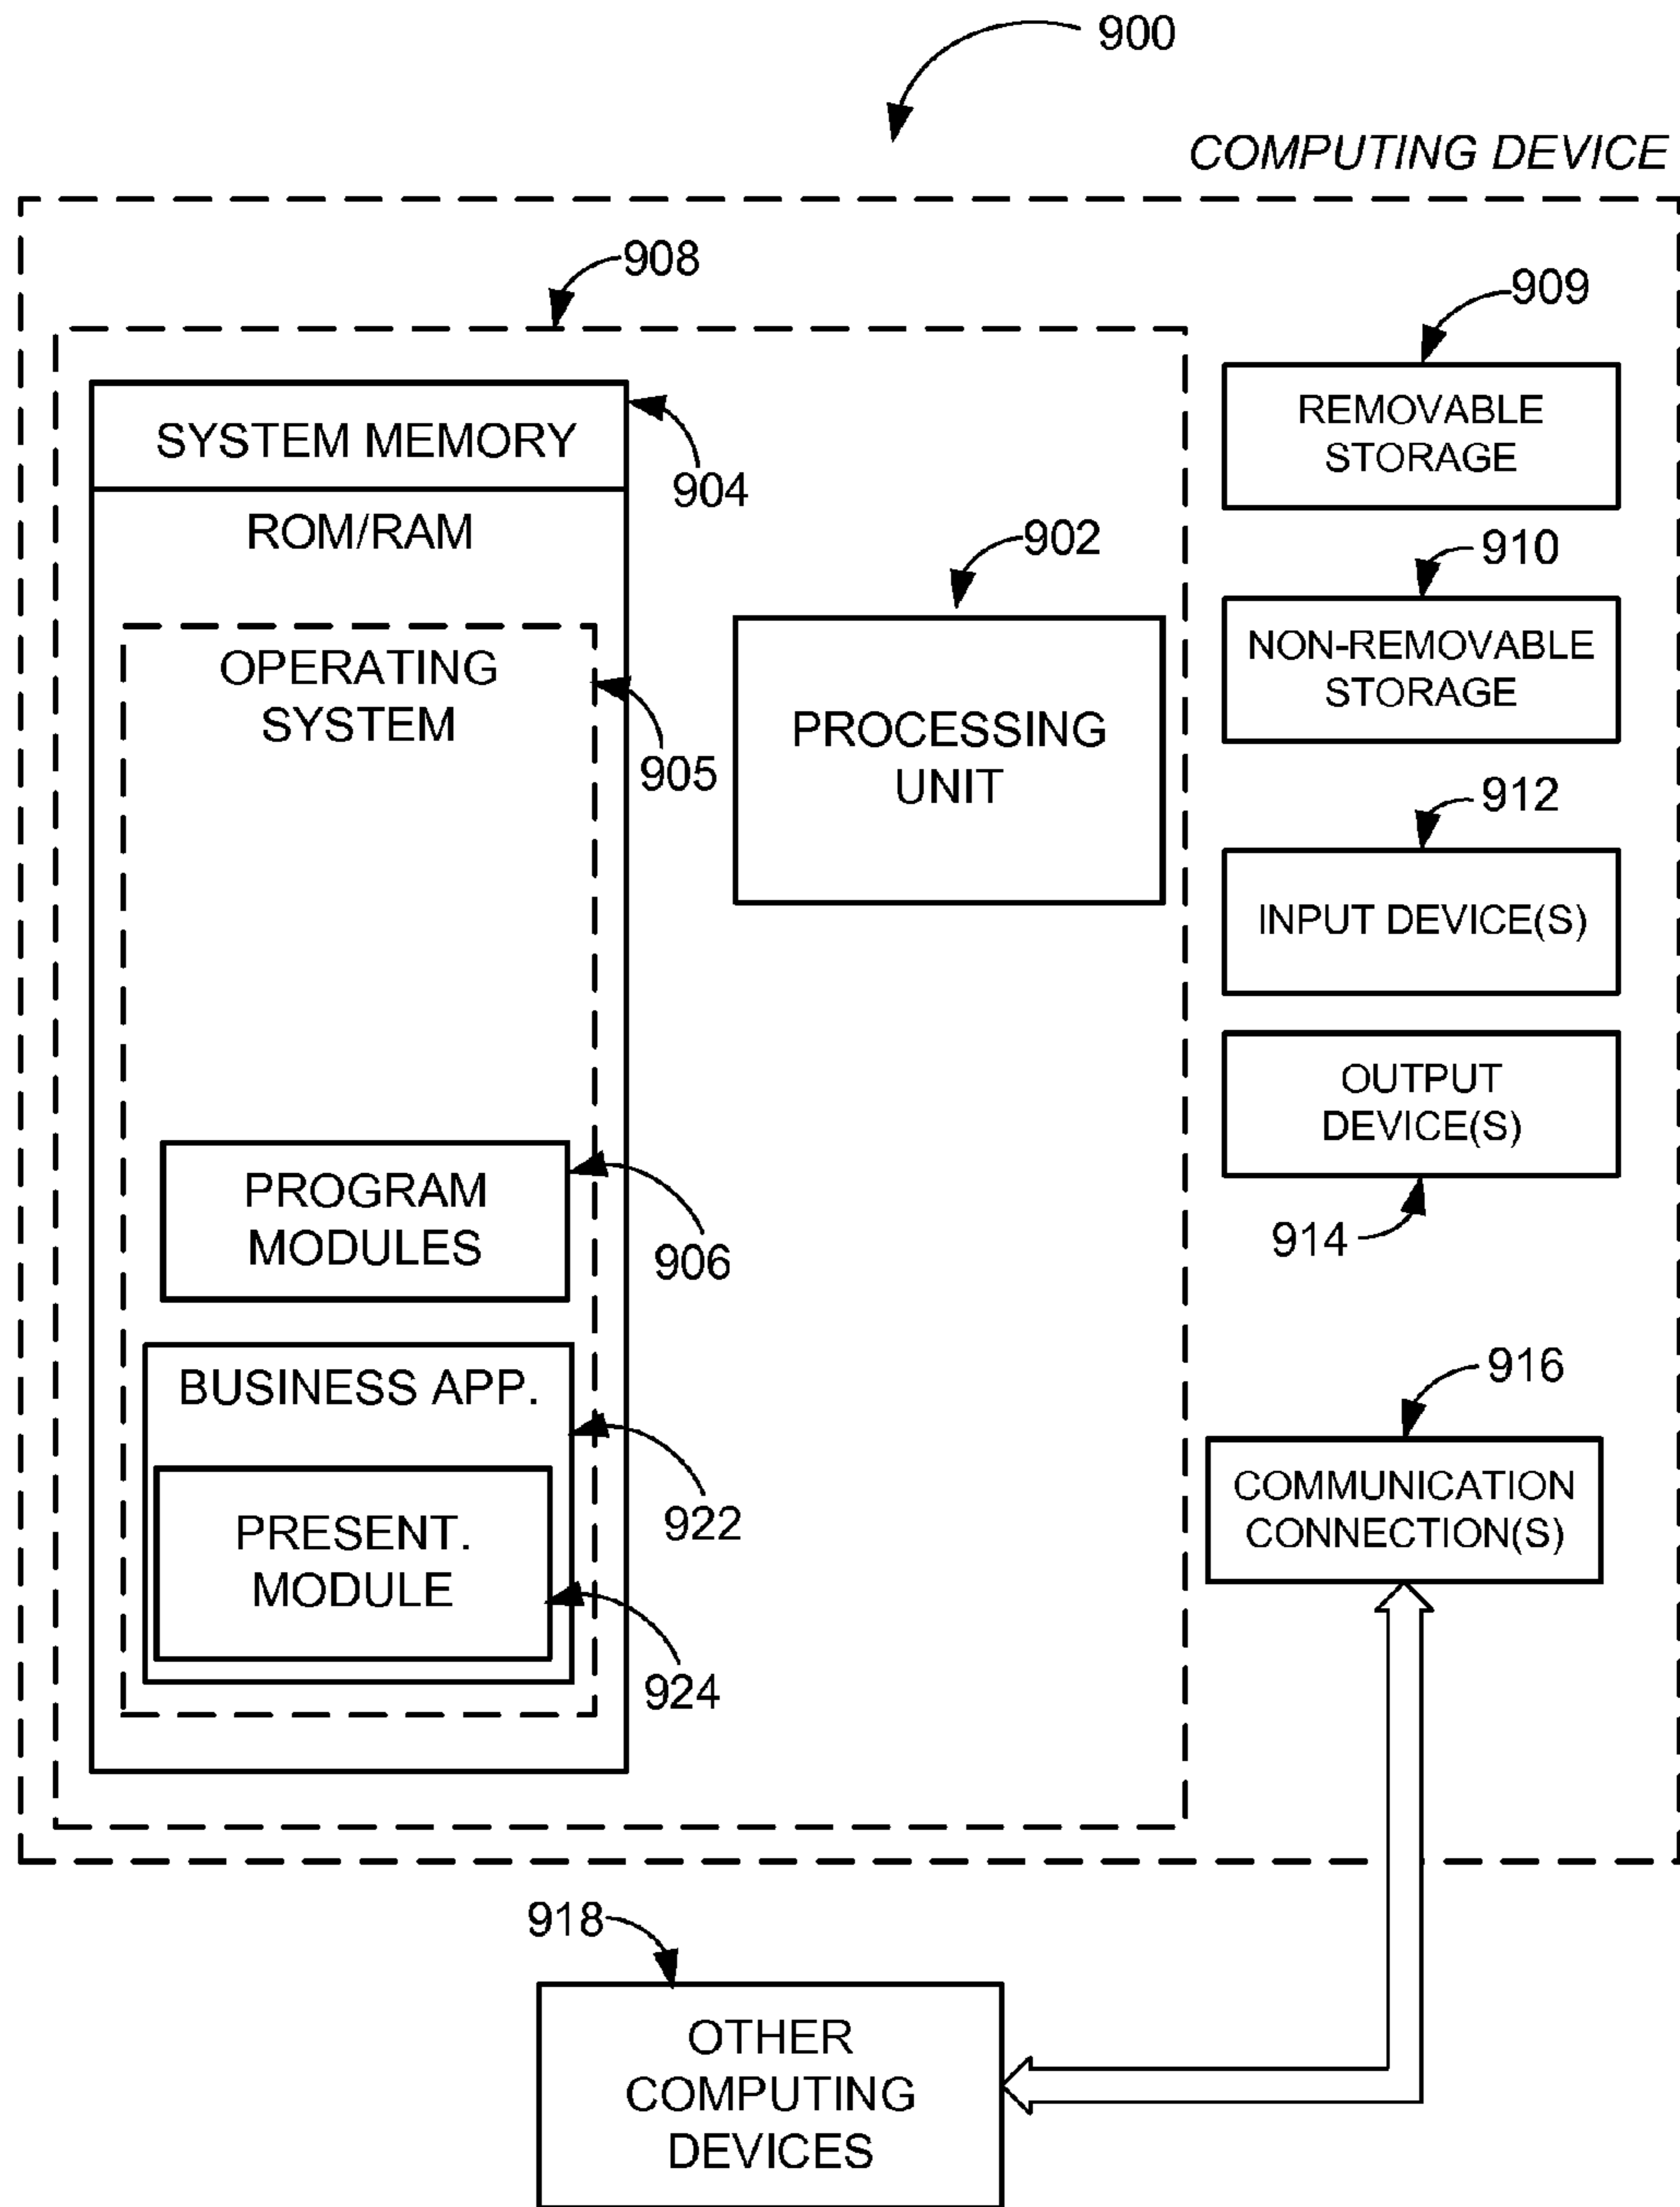 900
COMPUTING DEVICE
908
909
SYSTEM MEMORY
904
ROM/RAM
REMOVABLE
STORAGE
902
910
OPERATING
SYSTEM
905
PROCESSING
UNIT
NON-REMOVABLE
STORAGE
912
INPUT DEVICE(S)
OUTPUT
DEVICE(S)
914
PROGRAM
MODULES
906
BUSINESS APP.
922
PRESENT.
MODULE
924
916
COMMUNICATION
CONNECTION(S)
918
OTHER
COMPUTING
DEVICES